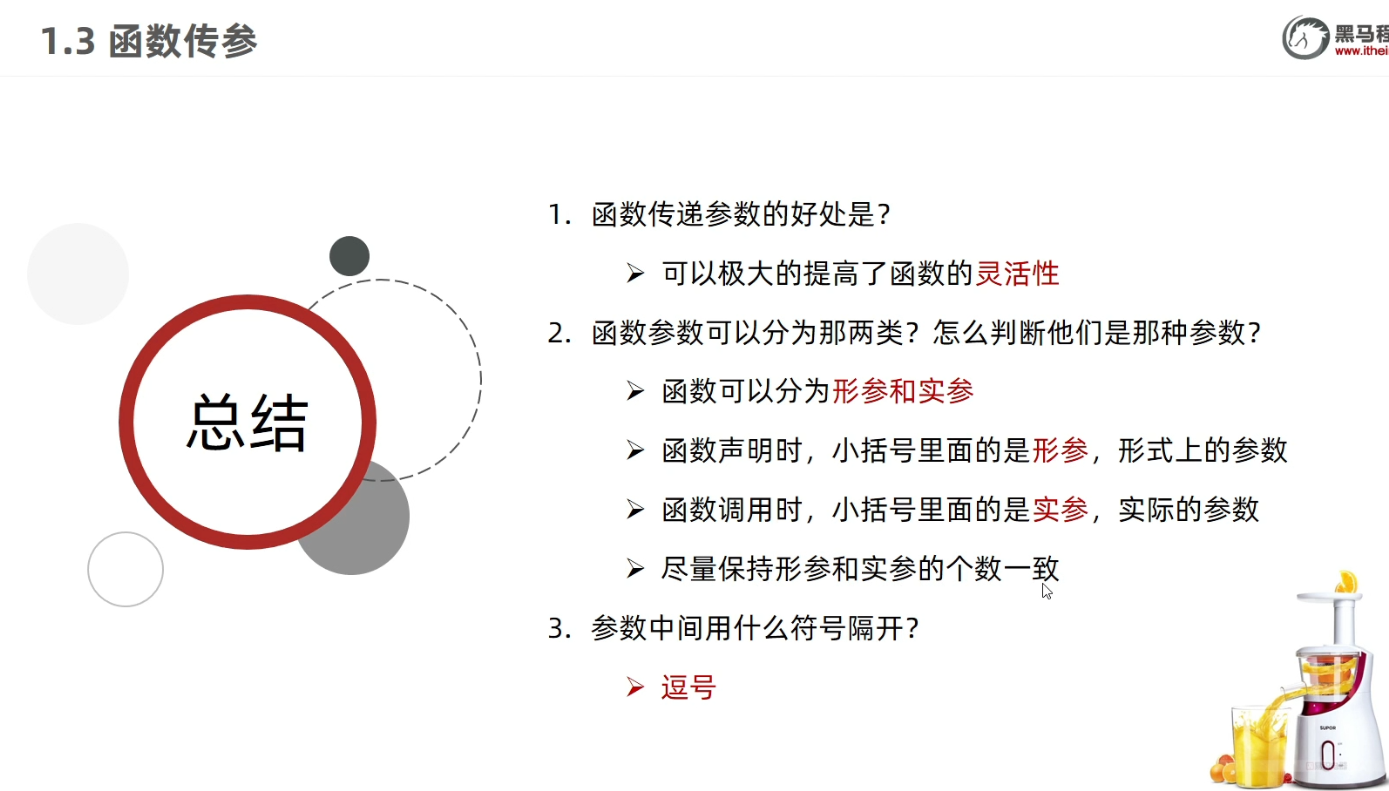 1.3 函数传参
黑马程
www.ithei
总结
1. 函数传递参数的好处是？
➢ 可以极大的提高了函数的灵活性
2. 函数参数可以分为那两类？怎么判断他们是那种参数？
➢ 函数可以分为形参和实参
➢ 函数声明时，小括号里面的是形参，形式上的参数
➢ 函数调用时，小括号里面的是实参，实际的参数
➢ 尽量保持形参和实参的个数一致
3. 参数中间用什么符号隔开？
➢ 逗号
SUPOR